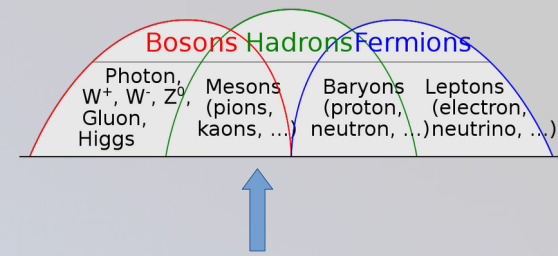 Bosons Hadrons Fermions
Photon,
W⁺, W⁻, Z⁰,
Gluon,
Higgs
Mesons
(pions,
kaons, ...)
Baryons
(proton,
neutron, ...)
Leptons
(electron,
neutrino, ...)